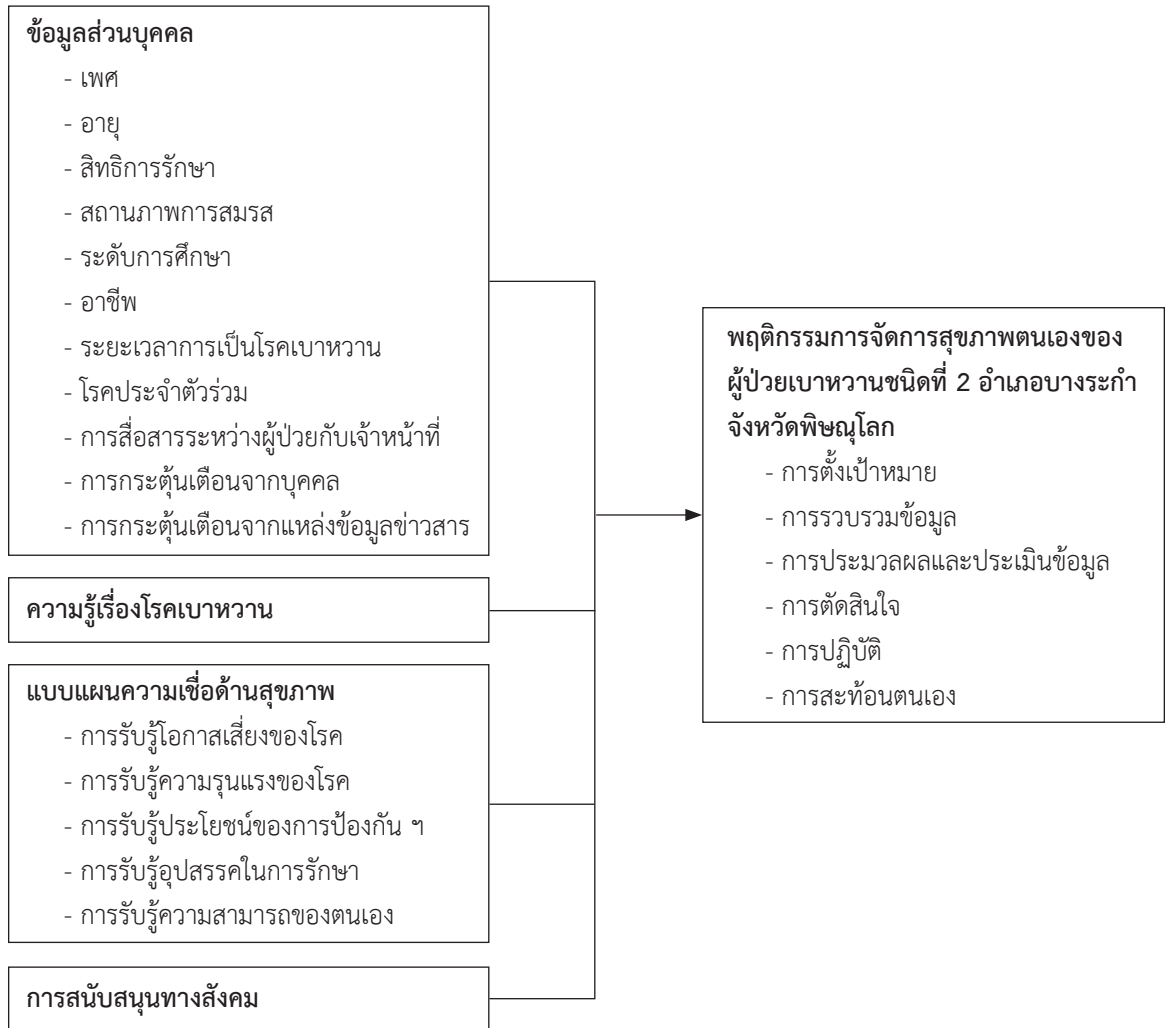 ข้อมูลส่วนบุคคล
- เพศ
- อายุ
- สิทธิการรักษา
- สถานภาพการสมรส
- ระดับการศึกษา
- อาชีพ
- ระยะเวลาการเป็นโรคเบาหวาน
- โรคประจำตัวร่วม
- การสื่อสารระหว่างผู้ป่วยกับเจ้าหน้าที่
- การกระตุ้นเตือนจากบุคคล
- การกระตุ้นเตือนจากแหล่งข้อมูลข่าวสาร
ความรู้เรื่องโรคเบาหวาน
แบบแผนความเชื่อด้านสุขภาพ
- การรับรู้โอกาสเสี่ยงของโรค
- การรับรู้ความรุนแรงของโรค
- การรับรู้ประโยชน์ของการป้องกัน ฯ
- การรับรู้อุปสรรคในการรักษา
- การรับรู้ความสามารถของตนเอง
การสนับสนุนทางสังคม
พฤติกรรมการจัดการสุขภาพตนเองของ
ผู้ป่วยเบาหวานชนิดที่ 2 อำเภอบางระกำ
จังหวัดพิษณุโลก
- การตั้งเป้าหมาย
- การรวบรวมข้อมูล
- การประมวลผลและประเมินข้อมูล
- การตัดสินใจ
- การปฏิบัติ
- การสะท้อนตนเอง